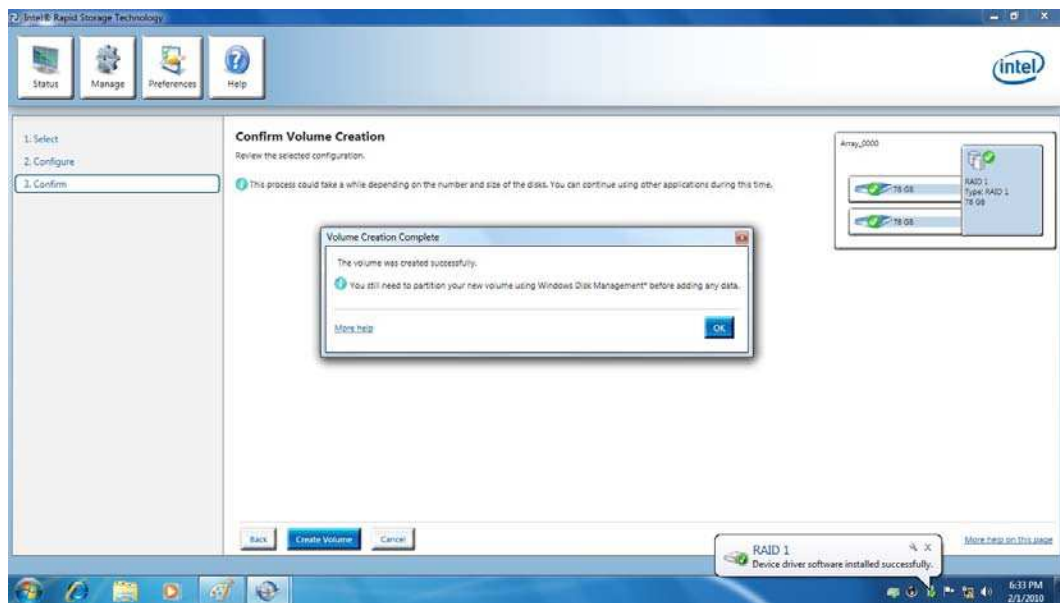 Intel® Rapid Storage Technology
Status
Manage
Preferences
Help
intel
1. Select
2. Configure
3. Confirm
Confirm Volume Creation
Review the selected configuration.
This process could take a while depending on the number and size of the disks. You can continue using other applications during this time.
Array_0000
78 GB
78 GB
RAID 1
Type: RAID 1
78 GB
Volume Creation Complete
The volume was created successfully.
You still need to partition your new volume using Windows Disk Management* before adding any data.
More help
OK
Back
Create Volume
Cancel
More help on this page
RAID 1
Device driver software installed successfully.
6:33 PM
2/1/2010